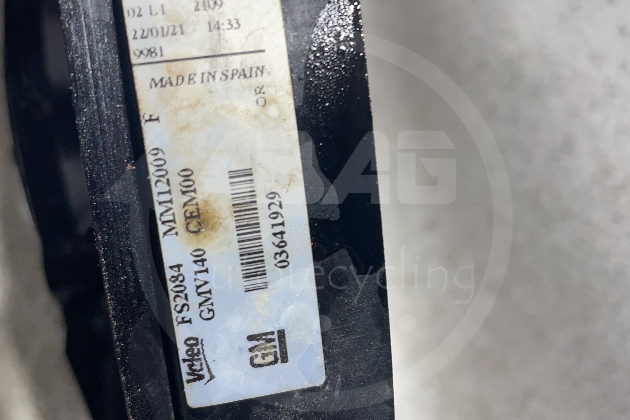 02 L1 2109
22/01/21 14:33
9981
MADE IN SPAIN
OR
Valeo FS2084 MM12009 F
GMV140 CEM00
03641929
GM